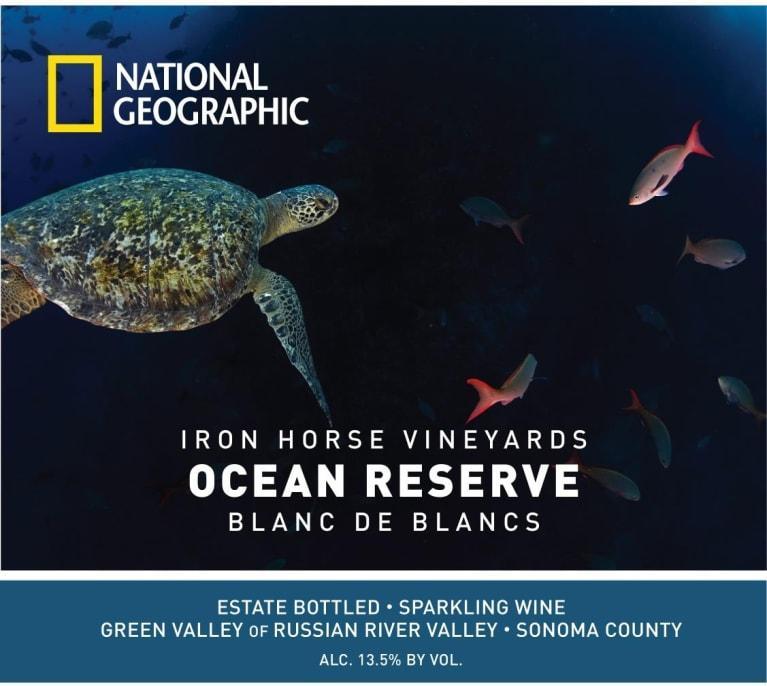 NATIONAL
GEOGRAPHIC
IRON HORSE VINEYARDS
OCEAN RESERVE
BLANC DE BLANCS
ESTATE BOTTLED • SPARKLING WINE
GREEN VALLEY OF RUSSIAN RIVER VALLEY • SONOMA COUNTY
ALC. 13.5% BY VOL.